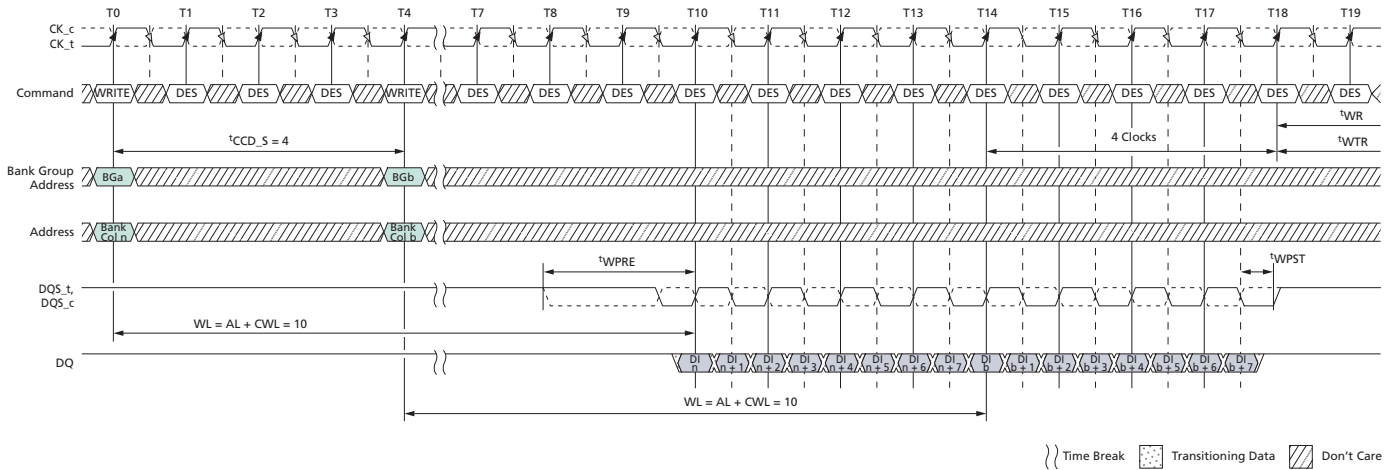 T0 T1 T2 T3 T4 T7 T8 T9 T10 T11 T12 T13 T14 T15 T16 T17 T18 T19
CK_c
CK_t
Command WRITE DES DES DES WRITE DES DES DES DES DES DES DES DES DES DES DES DES DES
tWR
tCCD_S = 4 4 Clocks tWTR
Bank Group
Address BGa BGb
Address Bank
Col n Bank
Col b
tWPRE tWPST
DQS_t,
DQS_c
WL = AL + CWL = 10
DQ DI
n DI
n + 1 DI
n + 2 DI
n + 3 DI
n + 4 DI
n + 5 DI
n + 6 DI
n + 7 DI
b DI
b + 1 DI
b + 2 DI
b + 3 DI
b + 4 DI
b + 5 DI
b + 6 DI
b + 7
WL = AL + CWL = 10
Time Break Transitioning Data Don't Care